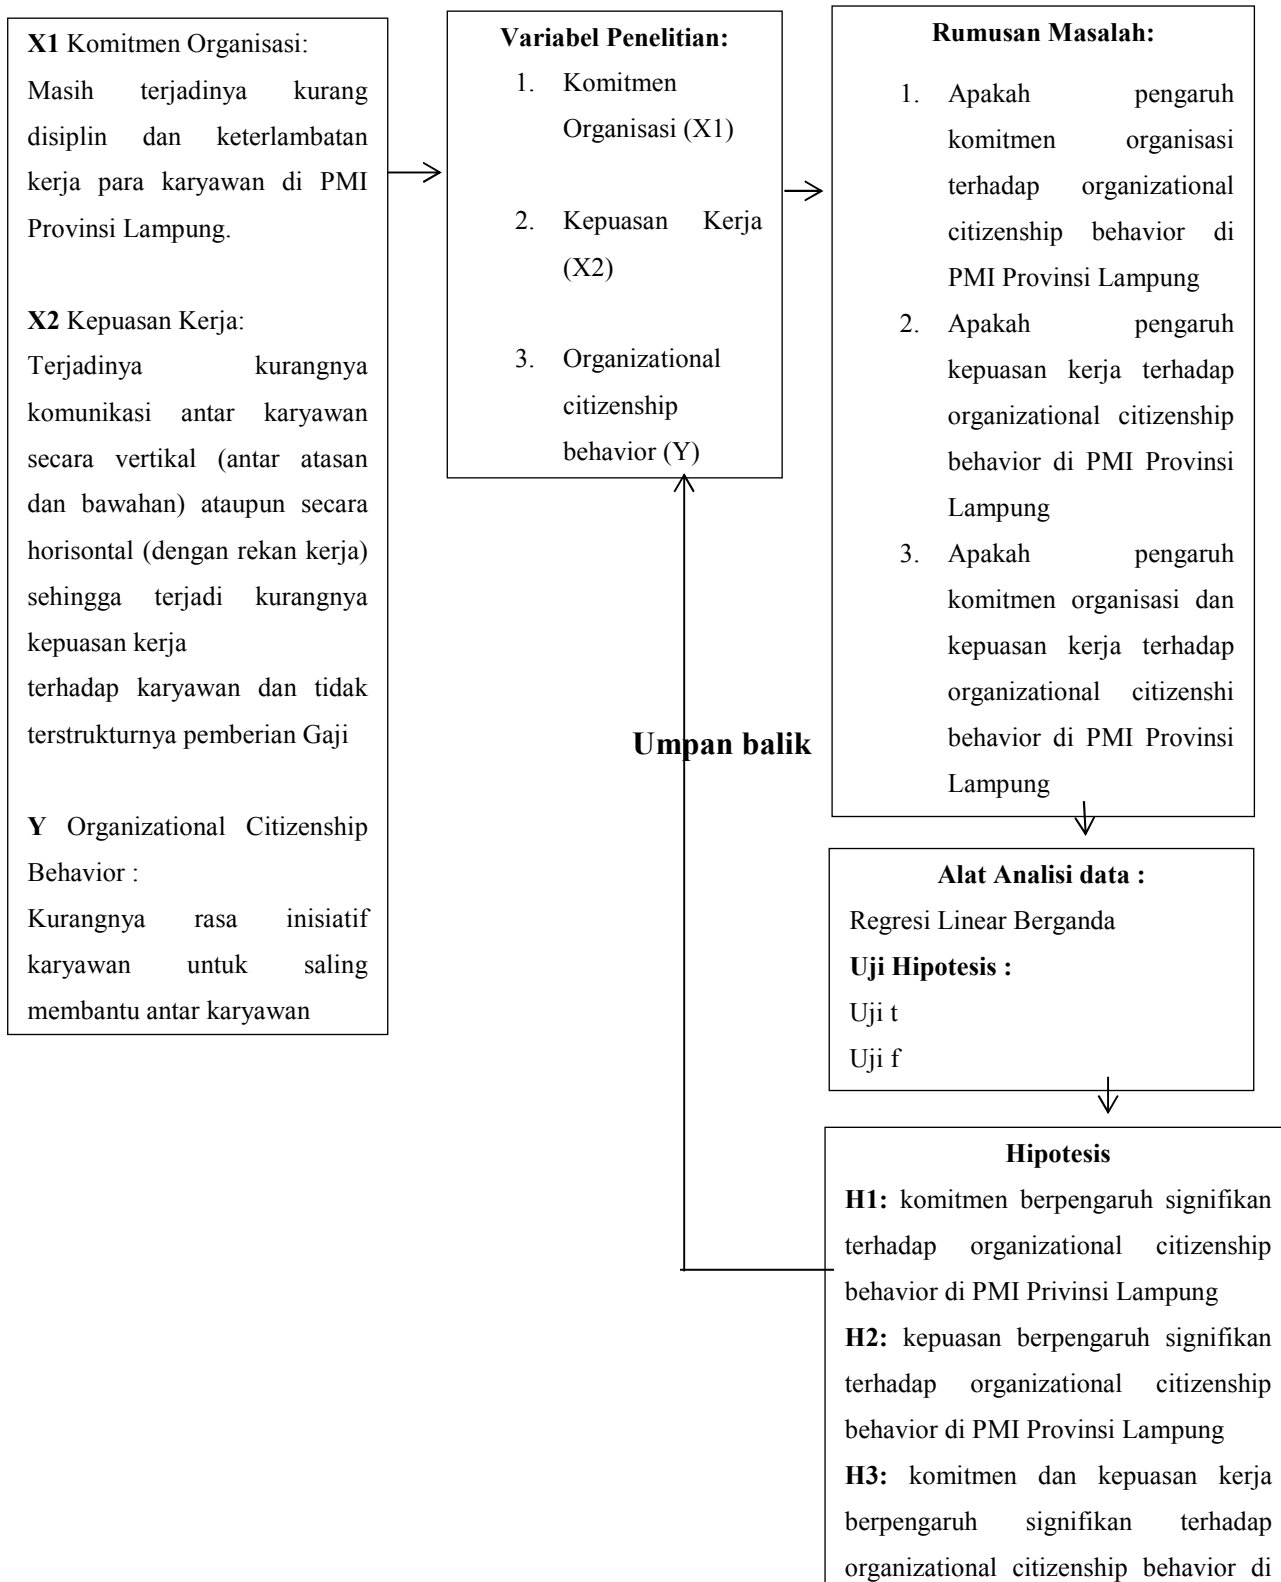 X1 Komitmen Organisasi:
Masih terjadinya kurang
disiplin dan keterlambatan
kerja para karyawan di PMI
Provinsi Lampung.
X2 Kepuasan Kerja:
Terjadinya kurangnya
komunikasi antar karyawan
secara vertikal (antar atasan
dan bawahan) ataupun secara
horisontal (dengan rekan kerja)
sehingga terjadi kurangnya
kepuasan kerja
terhadap karyawan dan tidak
terstrukturnya pemberian Gaji
Y Organizational Citizenship
Behavior :
Kurangnya rasa inisiatif
karyawan untuk saling
membantu antar karyawan
Variabel Penelitian:
1. Komitmen
Organisasi (X1)
2. Kepuasan Kerja
(X2)
3. Organizational
citizenship
behavior (Y)
Rumusan Masalah:
1. Apakah pengaruh
komitmen organisasi
terhadap organizational
citizenship behavior di
PMI Provinsi Lampung
2. Apakah pengaruh
kepuasan kerja terhadap
organizational citizenship
behavior di PMI Provinsi
Lampung
3. Apakah pengaruh
komitmen organisasi dan
kepuasan kerja terhadap
organizational citizenshi
behavior di PMI Provinsi
Lampung
Umpan balik
Alat Analisi data :
Regresi Linear Berganda
Uji Hipotesis :
Uji t
Uji f
Hipotesis
H1: komitmen berpengaruh signifikan
terhadap organizational citizenship
behavior di PMI Privinsi Lampung
H2: kepuasan berpengaruh signifikan
terhadap organizational citizenship
behavior di PMI Provinsi Lampung
H3: komitmen dan kepuasan kerja
berpengaruh signifikan terhadap
organizational citizenship behavior di